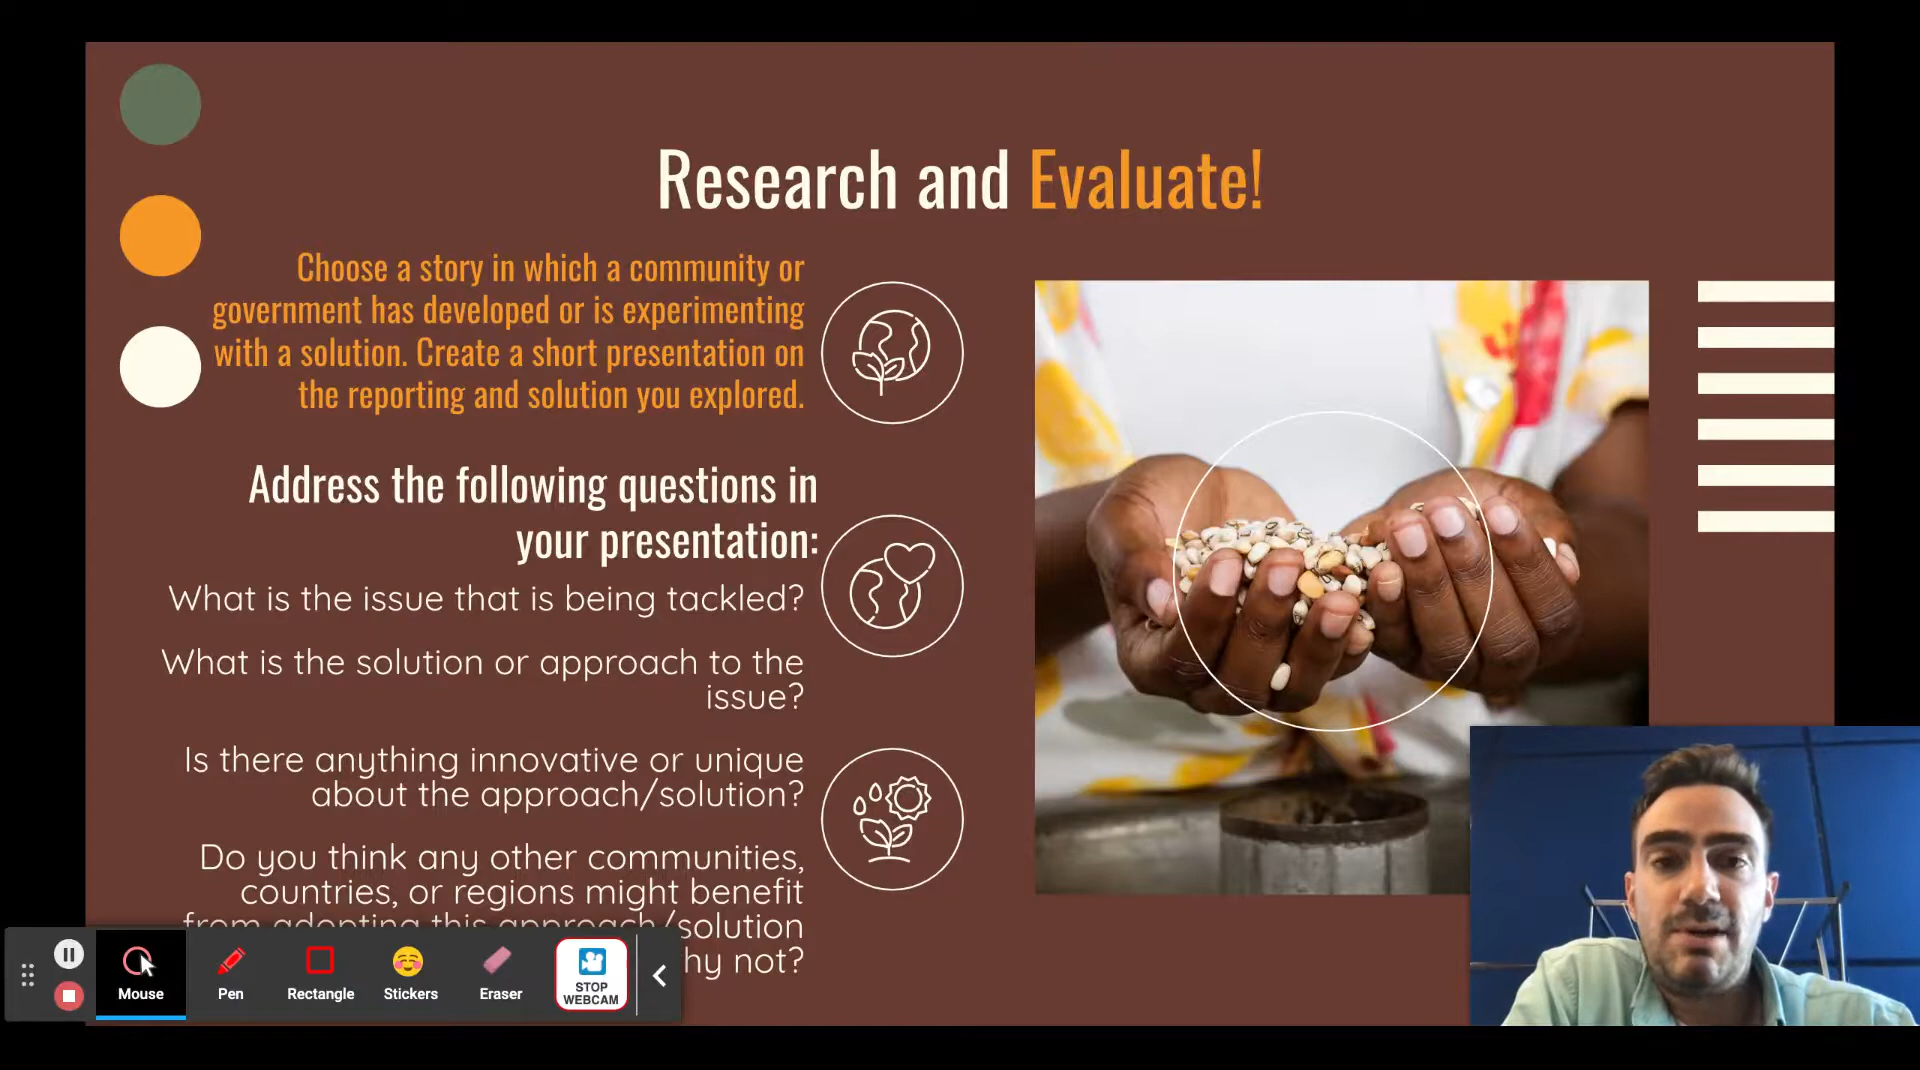 Research and Evaluate!
Choose a story in which a community or
government has developed or is experimenting
with a solution. Create a short presentation on
the reporting and solution you explored.
Address the following questions in
your presentation:
What is the issue that is being tackled?
What is the solution or approach to the
issue?
Is there anything innovative or unique
about the approach/solution?
Do you think any other communities,
countries, or regions might benefit
from adopting this approach/solution
hy not?
Mouse
Pen
Rectangle
Stickers
Eraser
STOP
WEBCAM